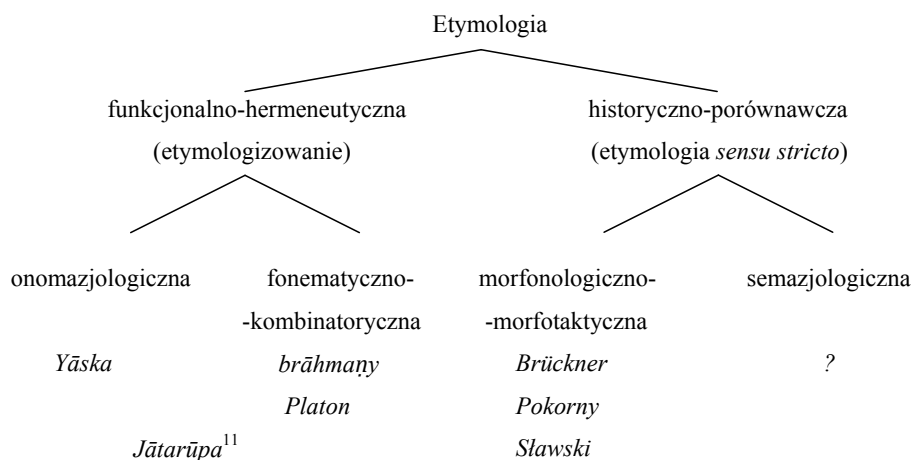 Etymologia
funkcjonalno-hermeneutyczna historyczno-porównawcza
(etymologizowanie) (etymologia sensu stricto)
onomazjologiczna fonematyczno- morfonologiczno- semazjologiczna
-kombinatoryczna -morfotaktyczna
Yāska brāhmaṇy Brückner ?
Platon Pokorny
Jātarūpa11 Sławski